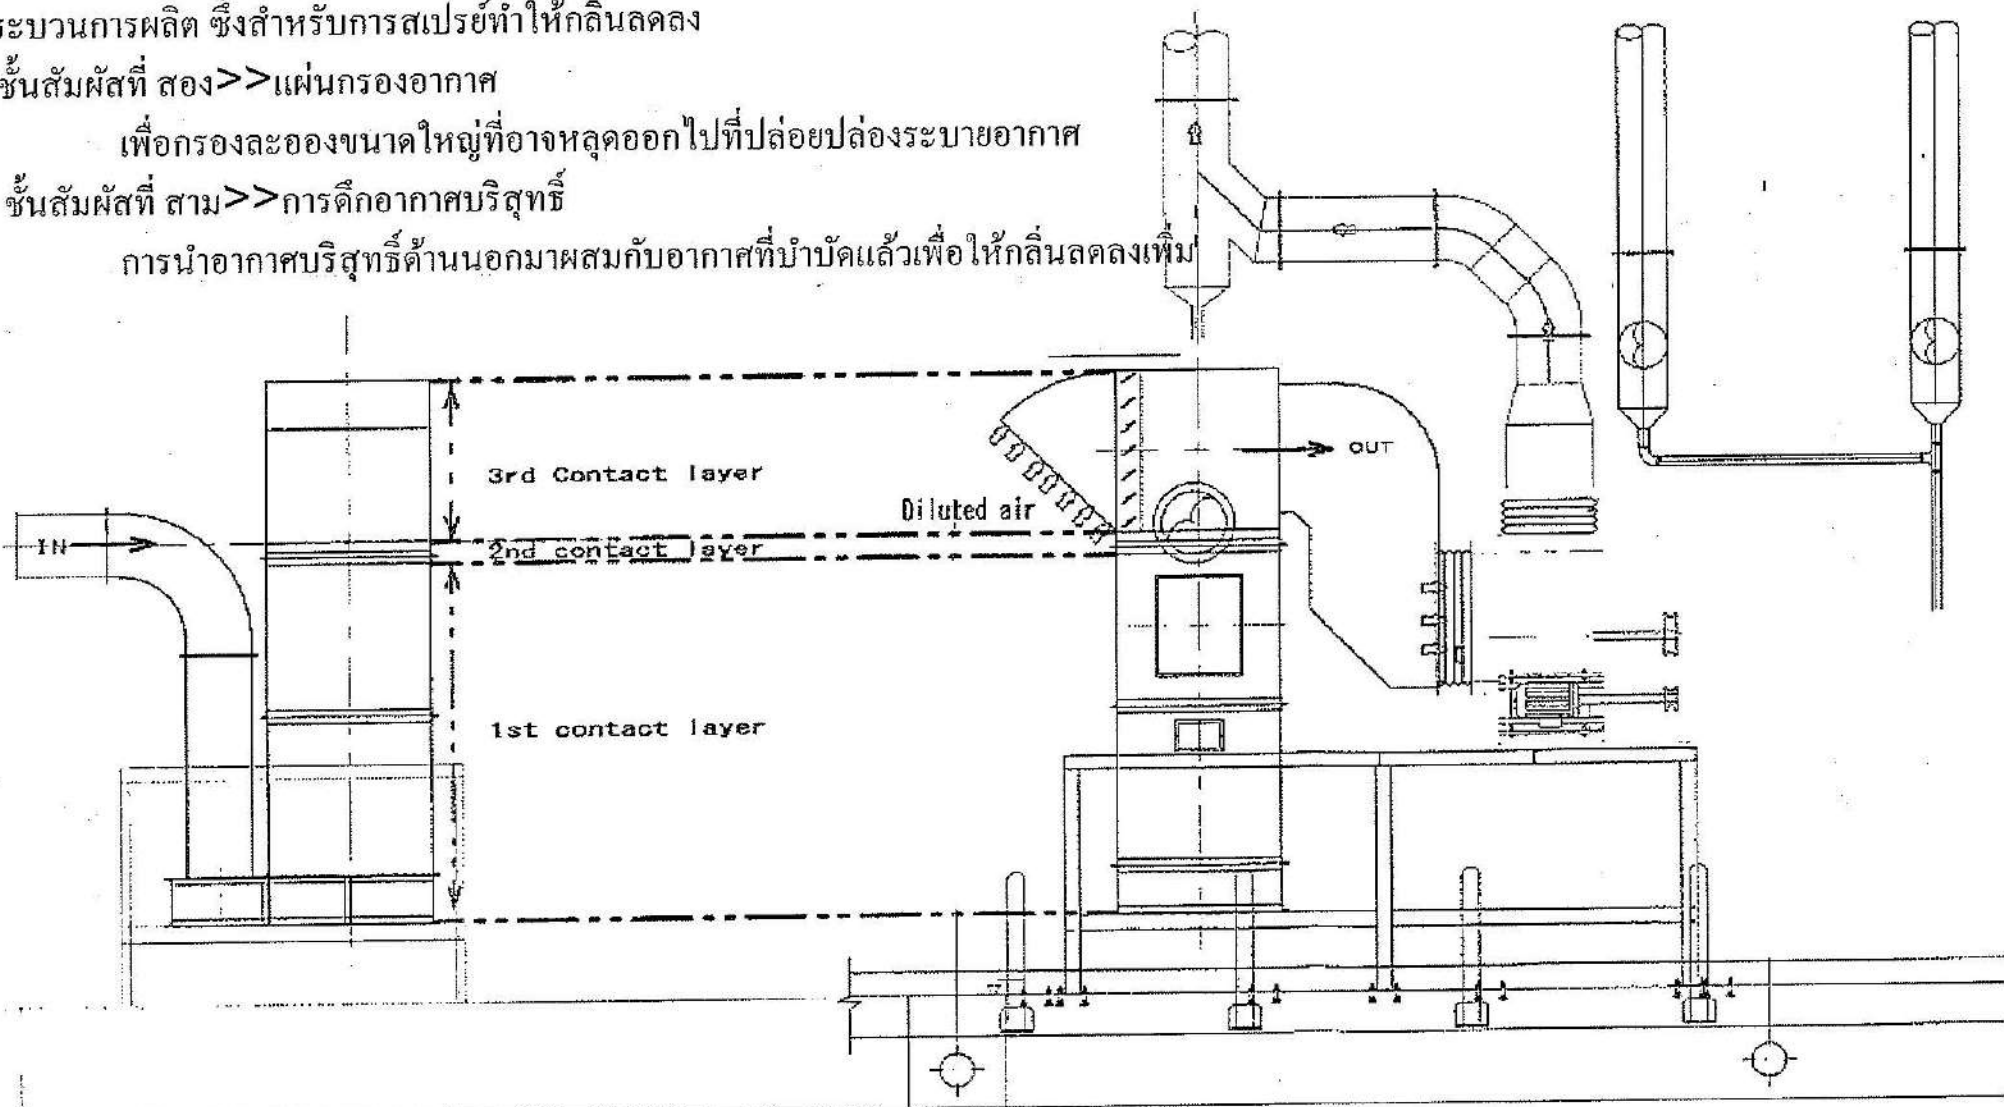 ระบวนการผลิต ซึ่งสำหรับการสเปรย์ทำให้กลิ่นลดลง
ชั้นสัมผัสที่ สอง>>แผ่นกรองอากาศ
เพื่อกรองละอองขนาดใหญ่ที่อาจหลุดออกไปที่ปล่อยปล่องระบายอากาศ
ชั้นสัมผัสที่ สาม>>การดึกอากาศบริสุทธิ์
การนำอากาศบริสุทธิ์ด้านนอกมาผสมกับอากาศที่บำบัดแล้วเพื่อให้กลิ่นลดลงเพิ่ม
OUT
3rd Contact layer
Diluted air
IN
2nd contact layer
1st contact layer